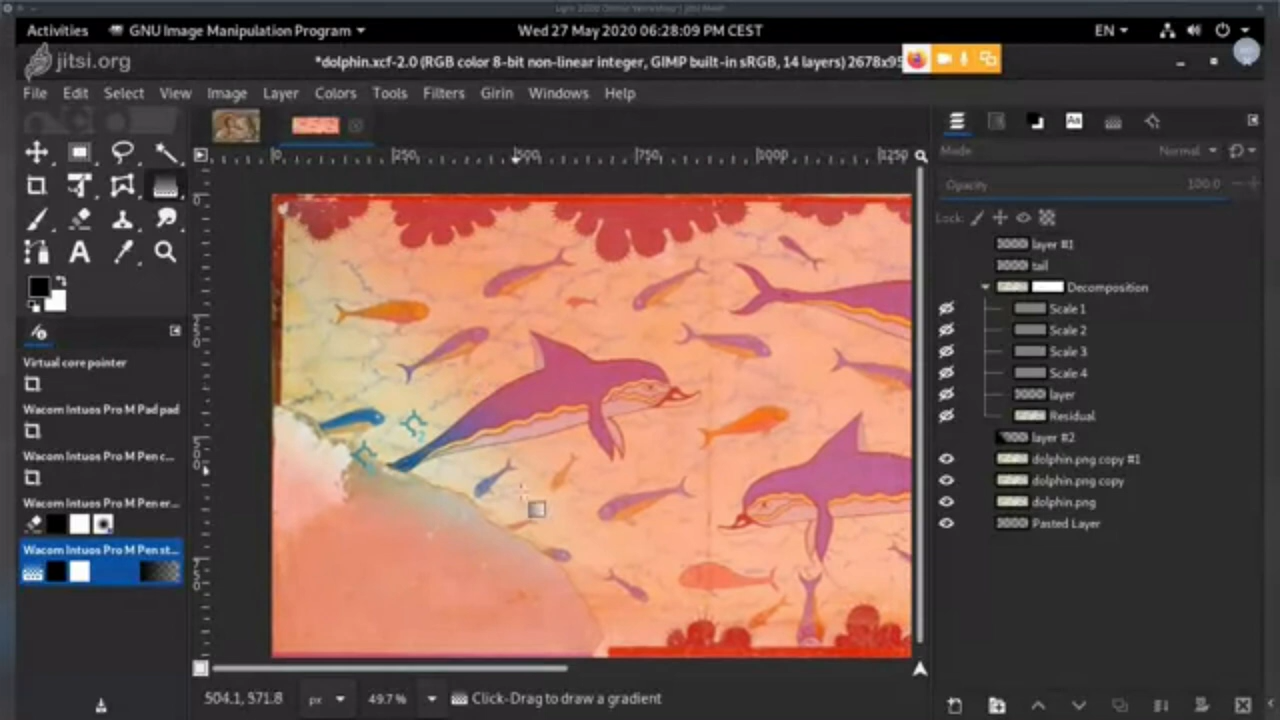 Activities GNU Image Manipulation Program Wed 27 May 2020 06:28:09 PM CEST EN
jitsi.org
*dolphin.xcf-2.0 (RGB color 8-bit non-linear integer, GIMP built-in sRGB, 14 layers) 2678x95
File Edit Select View Image Layer Colors Tools Filters Girin Windows Help
Mode Normal
Opacity 100.0
Lock:
0 250 500 750 1000 1250
0
250
500
750
layer #1
tail
Decomposition
Scale 1
Scale 2
Scale 3
Scale 4
layer
Residual
layer #2
dolphin.png copy #1
dolphin.png copy
dolphin.png
Pasted Layer
Virtual core pointer
Wacom Intuos Pro M Pad pad
Wacom Intuos Pro M Pen c...
Wacom Intuos Pro M Pen er...
Wacom Intuos Pro M Pen st...
504.1, 571.8 px 49.7 % Click-Drag to draw a gradient